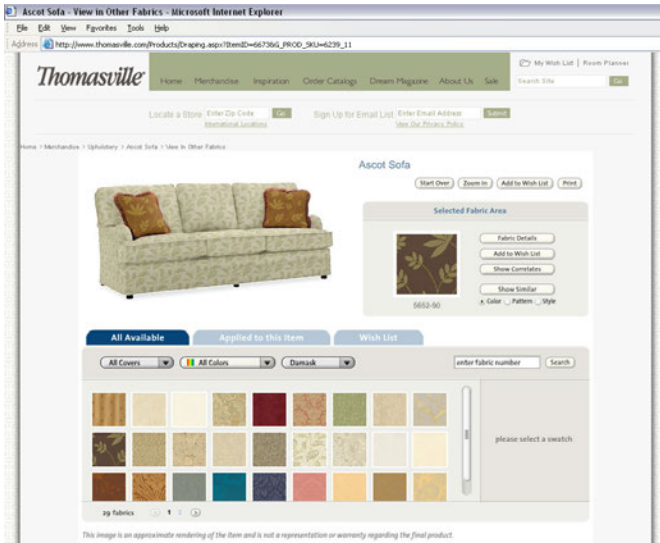 Ascot Sofa - View in Other Fabrics - Microsoft Internet Explorer
File Edit View Favorites Tools Help
Address http://www.thomasville.com/Products/Draping.aspx?ItemID=6673&G_PROD_SKU=6239_11
My Wish List | Room Planner
Thomasville
Home Merchandise Inspiration Order Catalogs Dream Magazine About Us Sale
Search Site Go
Locate a Store Enter Zip Code Go Sign Up for Email List Enter Email Address Submit
International Locations View Our Privacy Policy
Home > Merchandise > Upholstery > Ascot Sofa > View In Other Fabrics
Ascot Sofa
Start Over Zoom In Add to Wish List Print
Selected Fabric Area
Fabric Details
Add to Wish List
Show Correlates
Show Similar
Color Pattern Style
5652-90
All Available Applied to this Item Wish List
All Covers All Colors Damask enter fabric number Search
please select a swatch
29 fabrics 1
This image is an approximate rendering of the item and is not a representation or warranty regarding the final product.